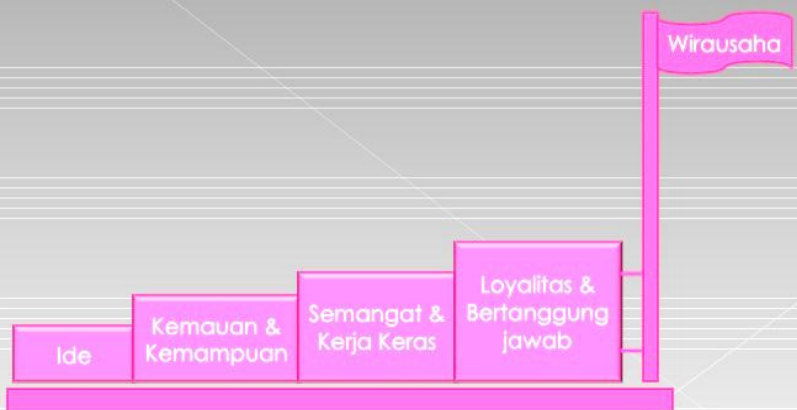 Wirausaha
Ide
Kemauan &
Kemampuan
Semangat &
Kerja Keras
Loyalitas &
Bertanggung
jawab